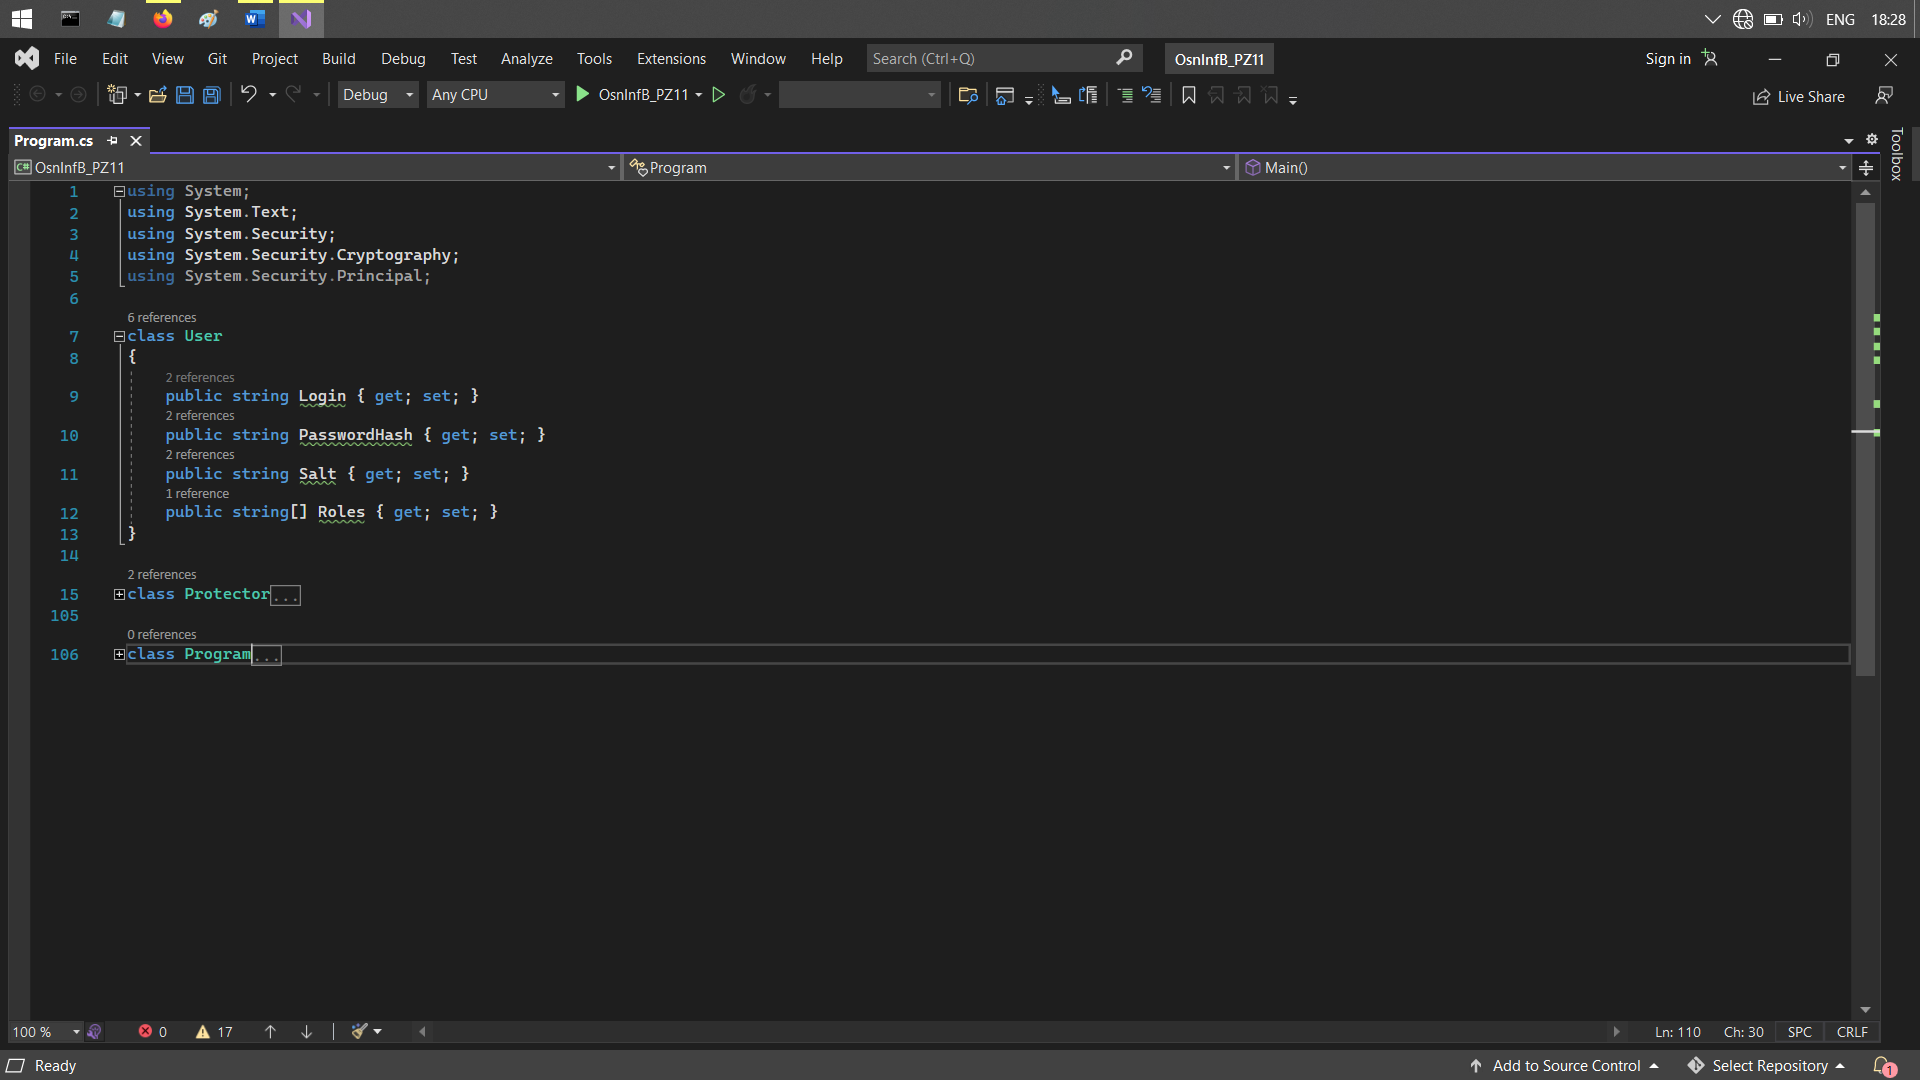 ENG 18:28
File Edit View Git Project Build Debug Test Analyze Tools Extensions Window Help Search (Ctrl+Q) OsnInfB_PZ11 Sign in
Debug Any CPU OsnInfB_PZ11 Live Share
Program.cs
Toolbox
C# OsnInfB_PZ11 Program Main()
1 using System;
2 using System.Text;
3 using System.Security;
4 using System.Security.Cryptography;
5 using System.Security.Principal;
6
6 references
7 class User
8 {
2 references
9 public string Login { get; set; }
2 references
10 public string PasswordHash { get; set; }
2 references
11 public string Salt { get; set; }
1 reference
12 public string[] Roles { get; set; }
13 }
14
2 references
15 class Protector...
105
0 references
106 class Program...
100 % 0 17 Ln: 110 Ch: 30 SPC CRLF
Ready Add to Source Control Select Repository 1